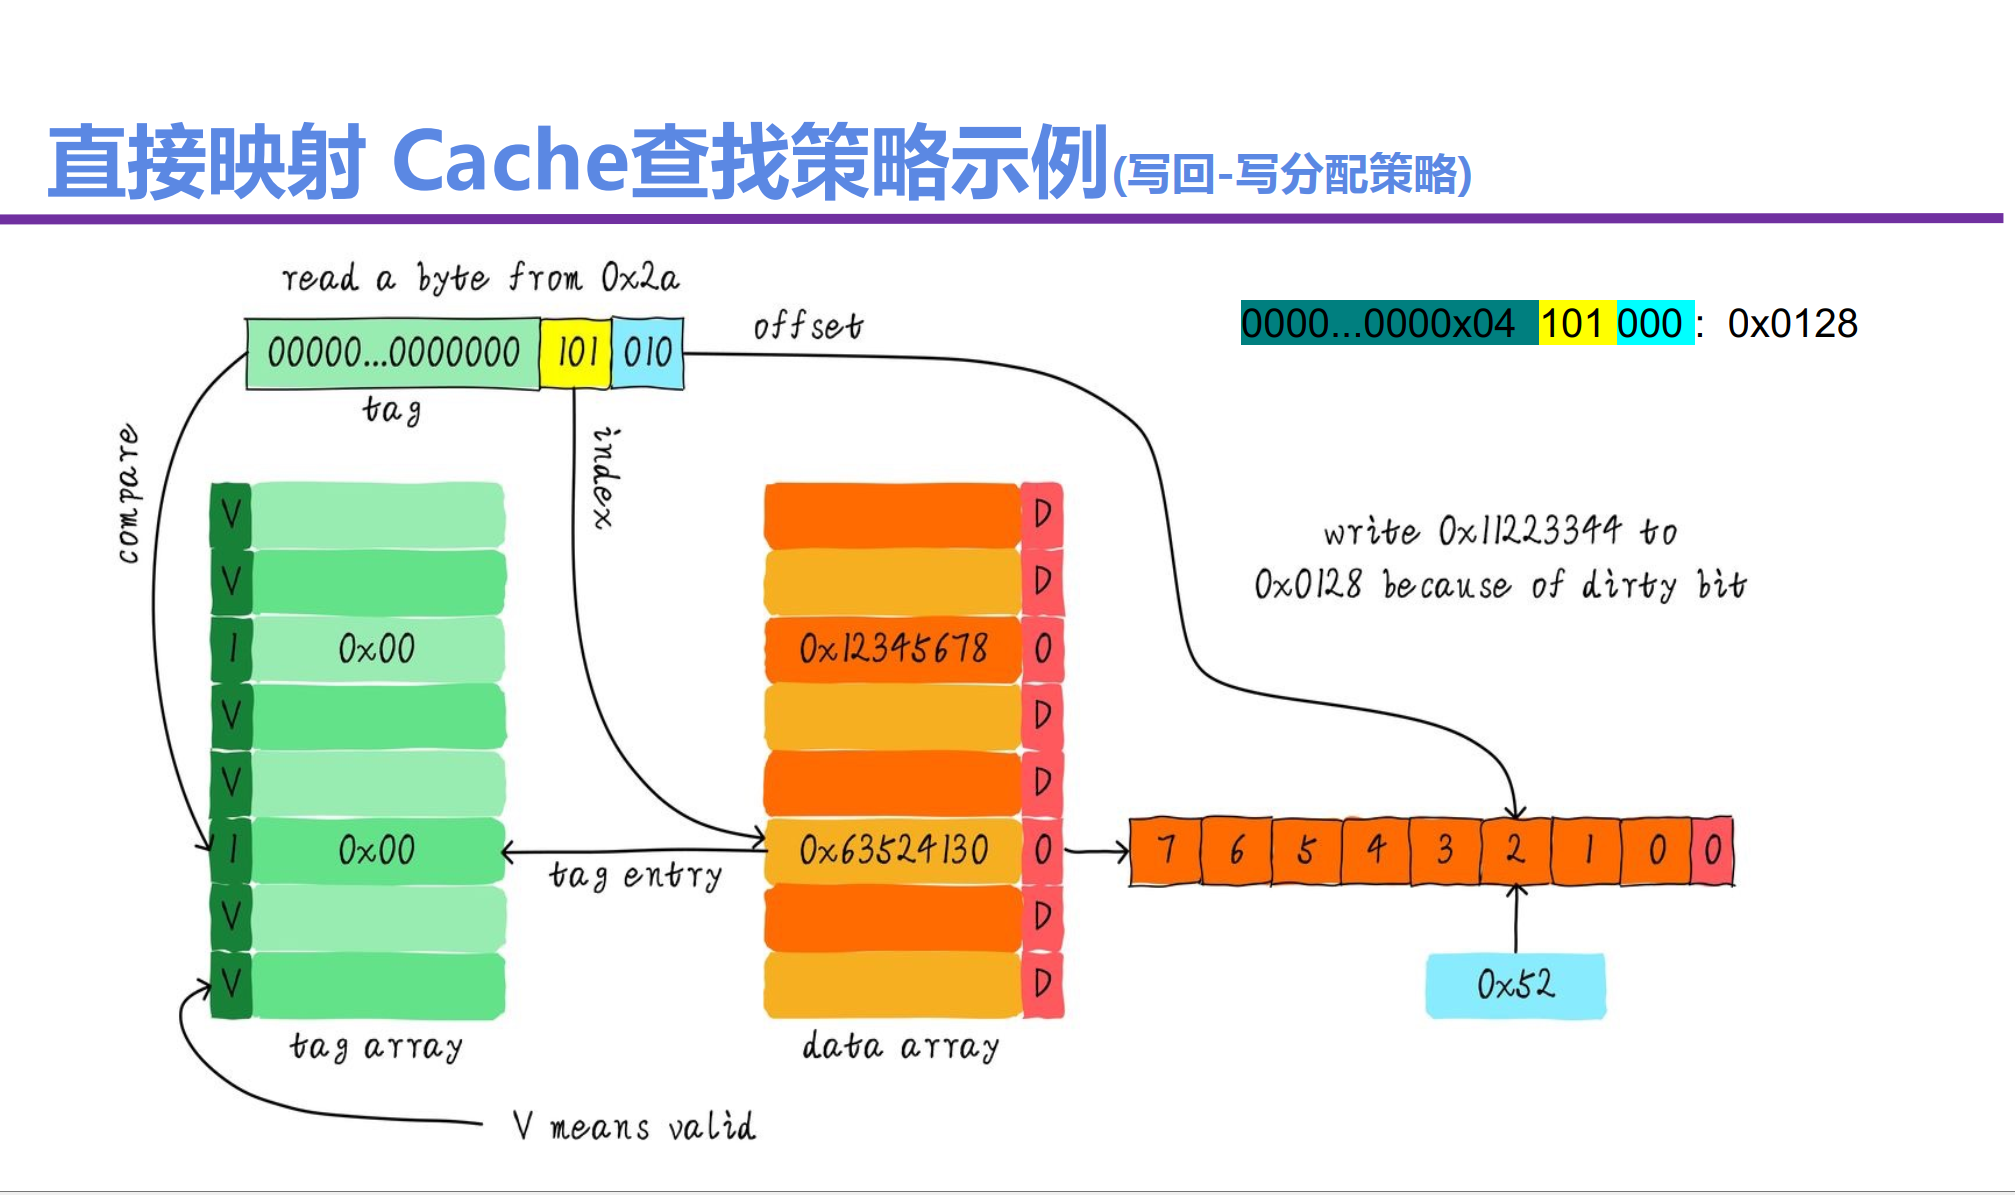 直接映射 Cache查找策略示例(写回-写分配策略)
read a byte from 0x2a
0000...0000x04 101 000 : 0x0128
offset
00000...0000000 101 010
tag
compare
index
V D
write 0x11223344 to
0x0128 because of dirty bit
V D
1 0x00 0x12345678 0
V D
V D
1 0x00 0x63524130 0 7 6 5 4 3 2 1 0 0
tag entry
V D
V D 0x52
tag array data array
V means valid